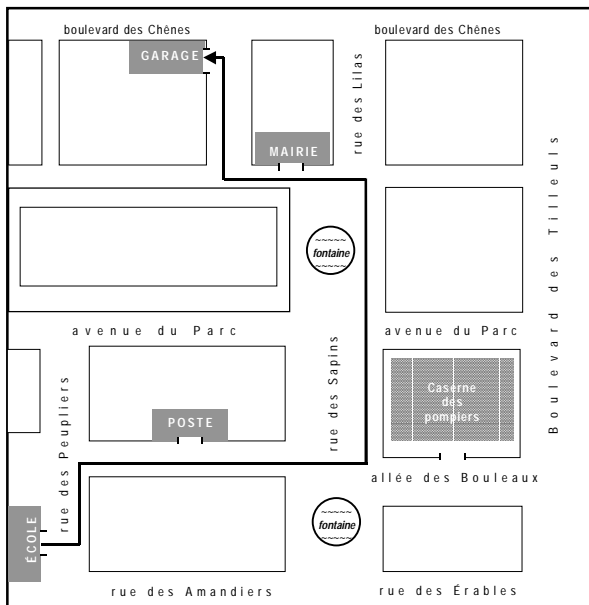 boulevard des Chênes
boulevard des Chênes
GARAGE
rue des Lilas
MAIRIE
Boulevard des Tilleuls
~~~~~
fontaine
~~~~~
avenue du Parc
avenue du Parc
rue des Peupliers
rue des Sapins
Caserne
des
pompiers
POSTE
allée des Bouleaux
ÉCOLE
~~~~~
fontaine
~~~~~
rue des Amandiers
rue des Érables